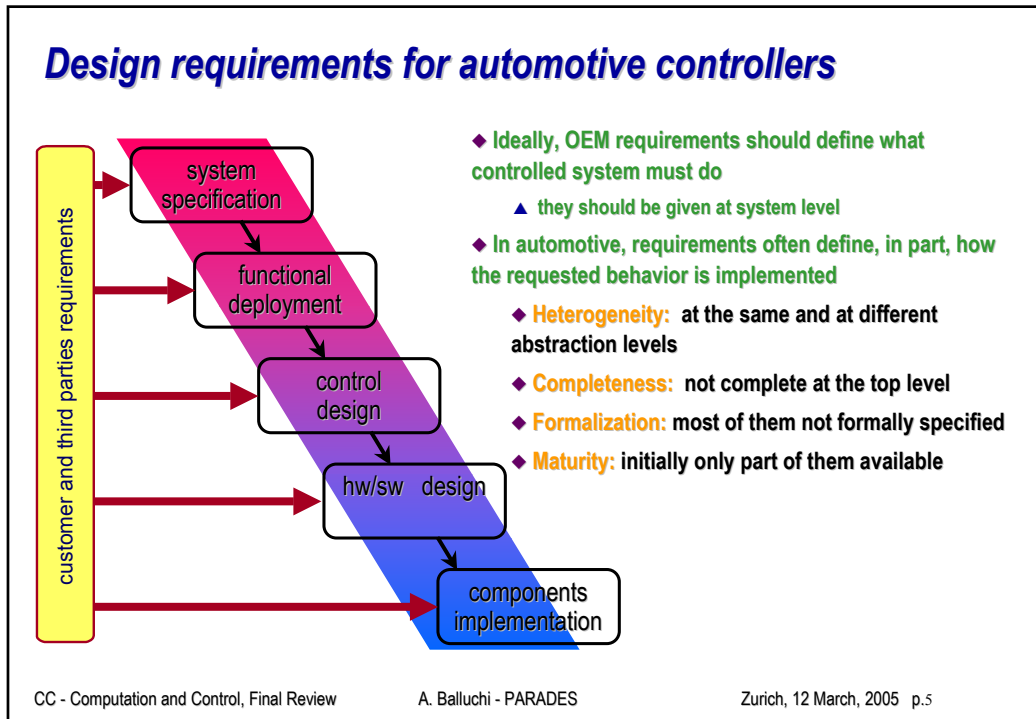 Design requirements for automotive controllers
customer and third parties requirements
system
specification
functional
deployment
control
design
hw/sw design
components
implementation
◆ Ideally, OEM requirements should define what
controlled system must do
▲ they should be given at system level
◆ In automotive, requirements often define, in part, how
the requested behavior is implemented
◆ Heterogeneity: at the same and at different
abstraction levels
◆ Completeness: not complete at the top level
◆ Formalization: most of them not formally specified
◆ Maturity: initially only part of them available
CC - Computation and Control, Final Review A. Balluchi - PARADES Zurich, 12 March, 2005 p.5